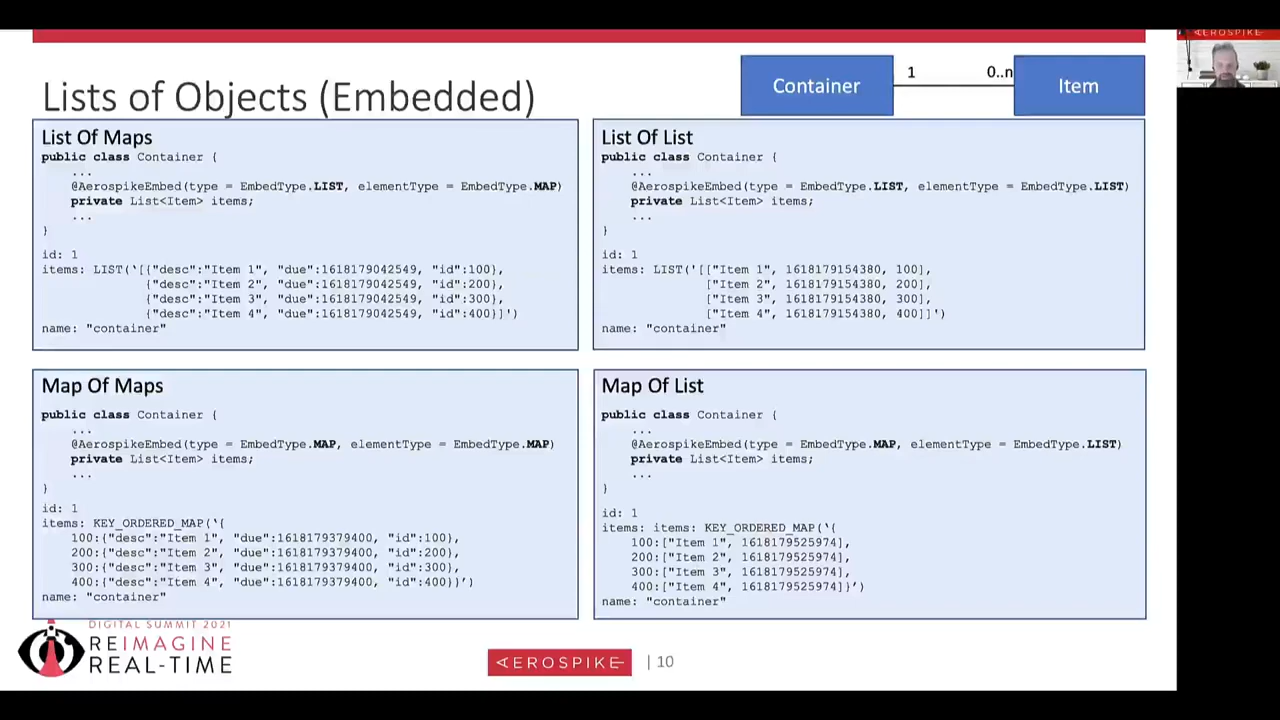 AEROSPIKE
Lists of Objects (Embedded)
Container
1
0..n
Item
List Of Maps
public class Container {
...
@AerospikeEmbed(type = EmbedType.LIST, elementType = EmbedType.MAP)
private List<Item> items;
...
}
id: 1
items: LIST(‘[{"desc":"Item 1", "due":1618179042549, "id":100},
{"desc":"Item 2", "due":1618179042549, "id":200},
{"desc":"Item 3", "due":1618179042549, "id":300},
{"desc":"Item 4", "due":1618179042549, "id":400}]')
name: "container"
List Of List
public class Container {
...
@AerospikeEmbed(type = EmbedType.LIST, elementType = EmbedType.LIST)
private List<Item> items;
...
}
id: 1
items: LIST('[["Item 1", 1618179154380, 100],
["Item 2", 1618179154380, 200],
["Item 3", 1618179154380, 300],
["Item 4", 1618179154380, 400]]')
name: "container"
Map Of Maps
public class Container {
...
@AerospikeEmbed(type = EmbedType.MAP, elementType = EmbedType.MAP)
private List<Item> items;
...
}
id: 1
items: KEY_ORDERED_MAP(‘{
100:{"desc":"Item 1", "due":1618179379400, "id":100},
200:{"desc":"Item 2", "due":1618179379400, "id":200},
300:{"desc":"Item 3", "due":1618179379400, "id":300},
400:{"desc":"Item 4", "due":1618179379400, "id":400}}’)
name: "container"
Map Of List
public class Container {
...
@AerospikeEmbed(type = EmbedType.MAP, elementType = EmbedType.LIST)
private List<Item> items;
...
}
id: 1
items: items: KEY_ORDERED_MAP(‘{
100:["Item 1", 1618179525974],
200:["Item 2", 1618179525974],
300:["Item 3", 1618179525974],
400:["Item 4", 1618179525974]}’)
name: "container"
DIGITAL SUMMIT 2021
REIMAGINE
REAL-TIME
AEROSPIKE
| 10